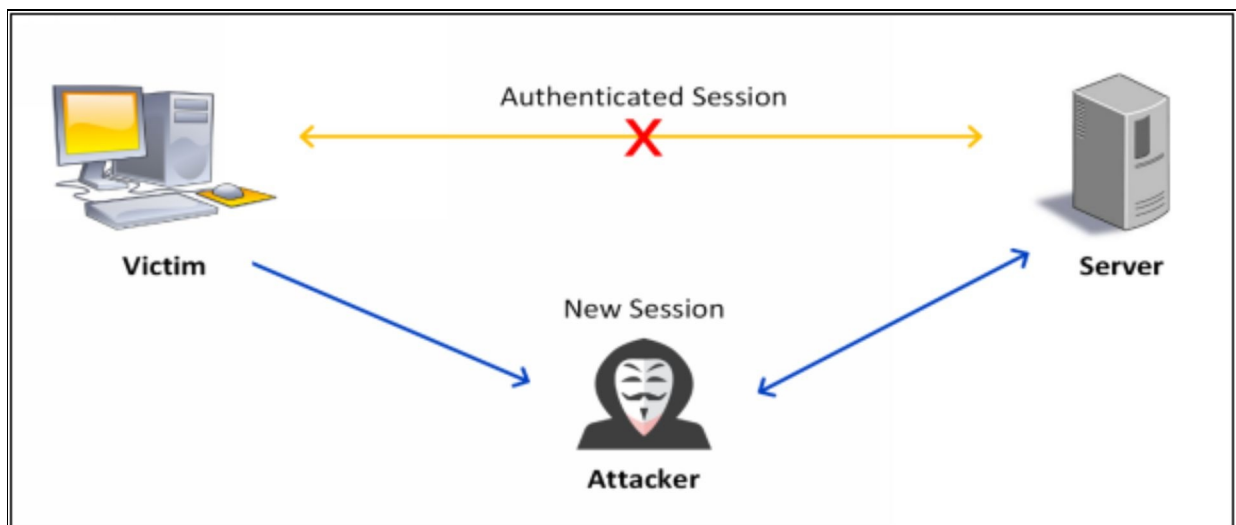 Authenticated Session
Victim
Server
New Session
Attacker